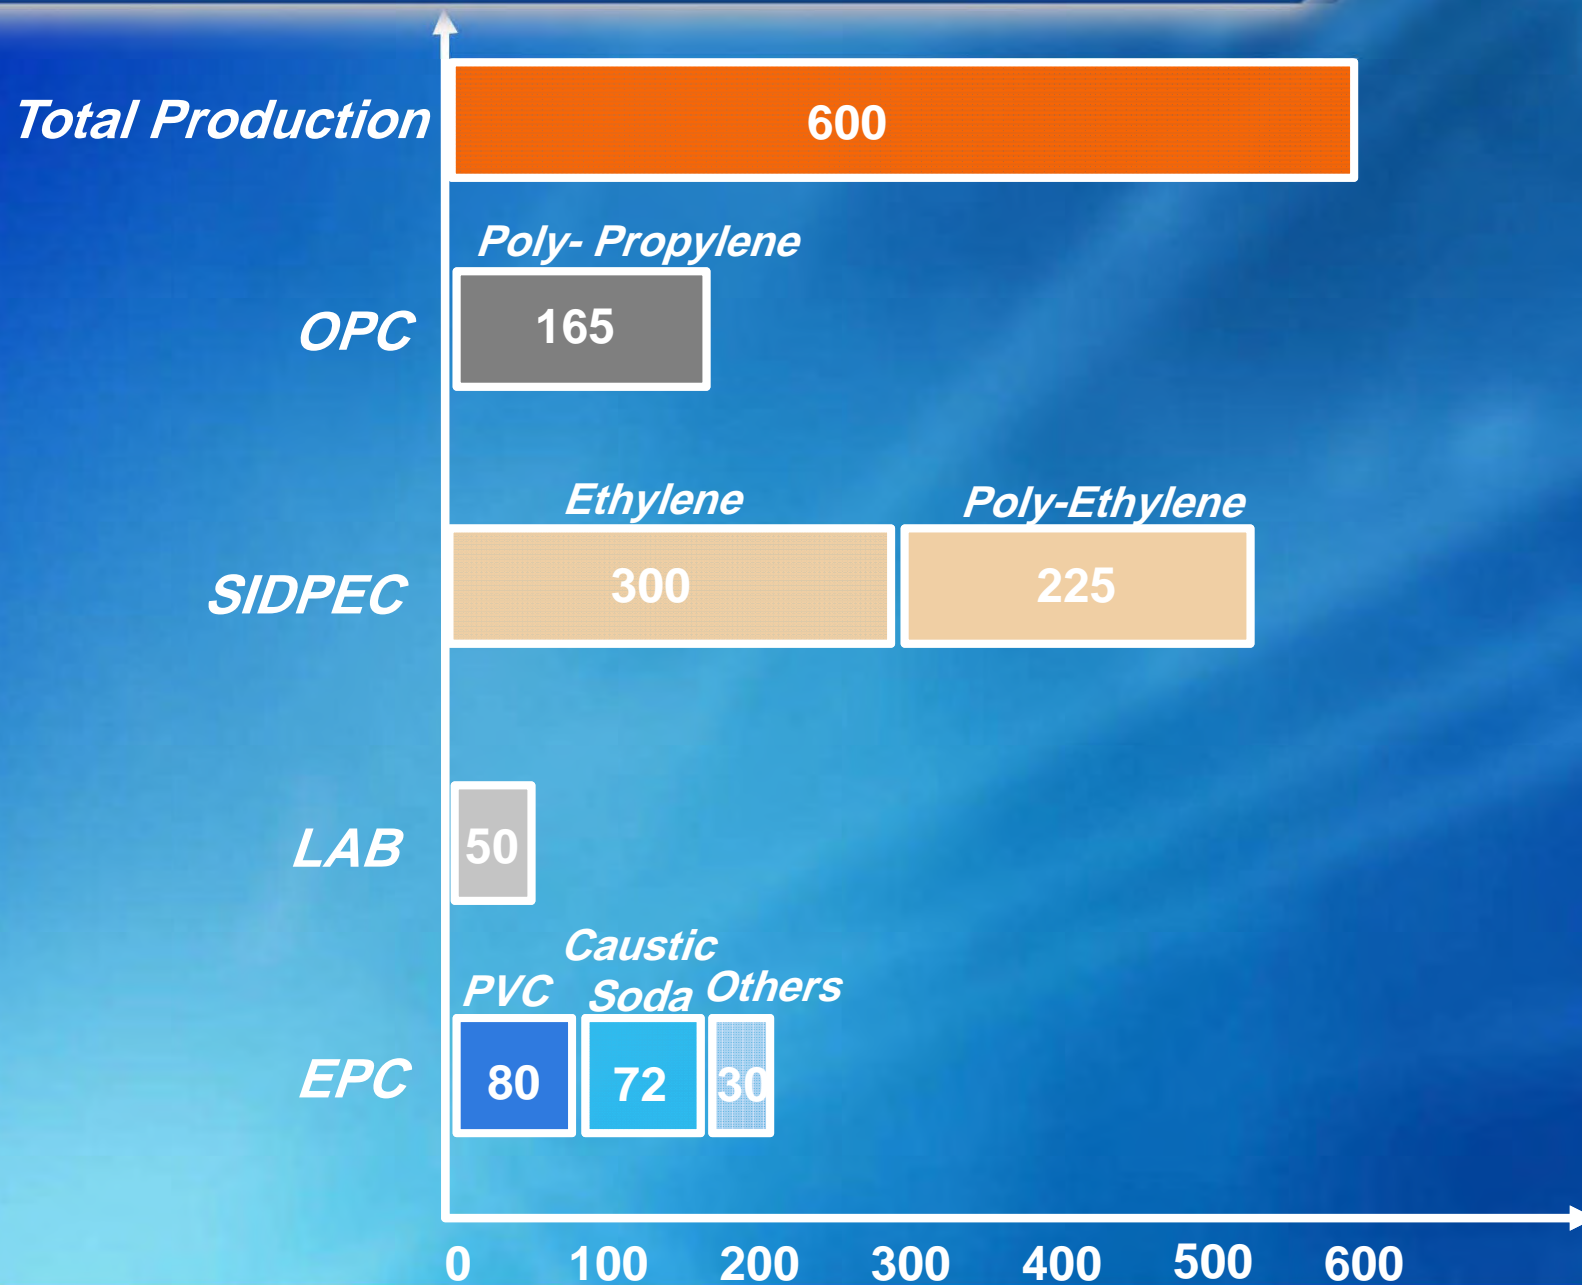 Total Production
600
Poly- Propylene
OPC
165
Ethylene
Poly-Ethylene
SIDPEC
300
225
LAB
50
Caustic
PVC
Soda
Others
EPC
80
72
30
0 100 200 300 400 500 600